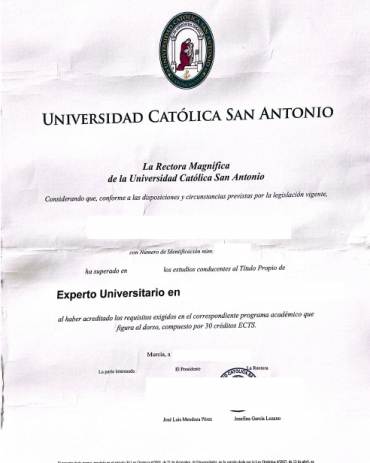 UNIVERSIDAD CATÓLICA SAN ANTONIO
La Rectora Magnífica
de la Universidad Católica San Antonio
Considerando que, conforme a las disposiciones y circunstancias previstas por la legislación vigente,
con Número de Identificación núm.
ha superado en los estudios conducentes al Título Propio de
Experto Universitario en
al haber acreditado los requisitos exigidos en el correspondiente programa académico que
figura al dorso, compuesto por 30 créditos ECTS.
Murcia, a
La parte interesada El Presidente La Rectora
José Luis Mendoza Pérez Josefina García Lozano